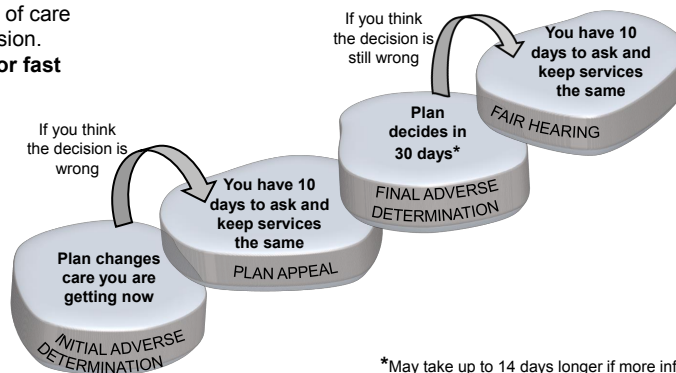 of care
sion.
or fast
If you think
the decision is
wrong
Plan changes
care you are
getting now
INITIAL ADVERSE
DETERMINATION
You have 10
days to ask and
keep services
the same
PLAN APPEAL
If you think
the decision is
still wrong
Plan
decides in
30 days*
FINAL ADVERSE
DETERMINATION
You have 10
days to ask and
keep services
the same
FAIR HEARING
*May take up to 14 days longer if more inf